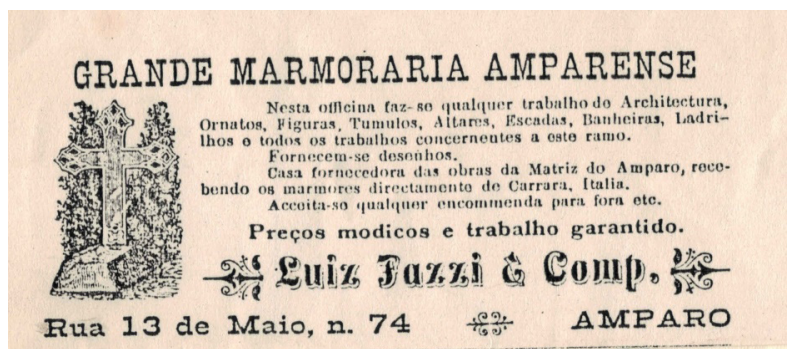 GRANDE MARMORARIA AMPARENSE
Nesta officina faz-se qualquer trabalho de Architectura,
Ornatos, Figuras, Tumulos, Altares, Escadas, Banheiras, Ladri-
lhos e todos os trabalhos concernentes a este ramo.
Fornecem-se desenhos.
Casa fornecedora das obras da Matriz do Amparo, rece-
bendo os marmores directamente de Carrara, Italia.
Acceita-se qualquer encommenda para fora etc.
Preços modicos e trabalho garantido.
Luiz Fazzi & Comp.
Rua 13 de Maio, n. 74 AMPARO